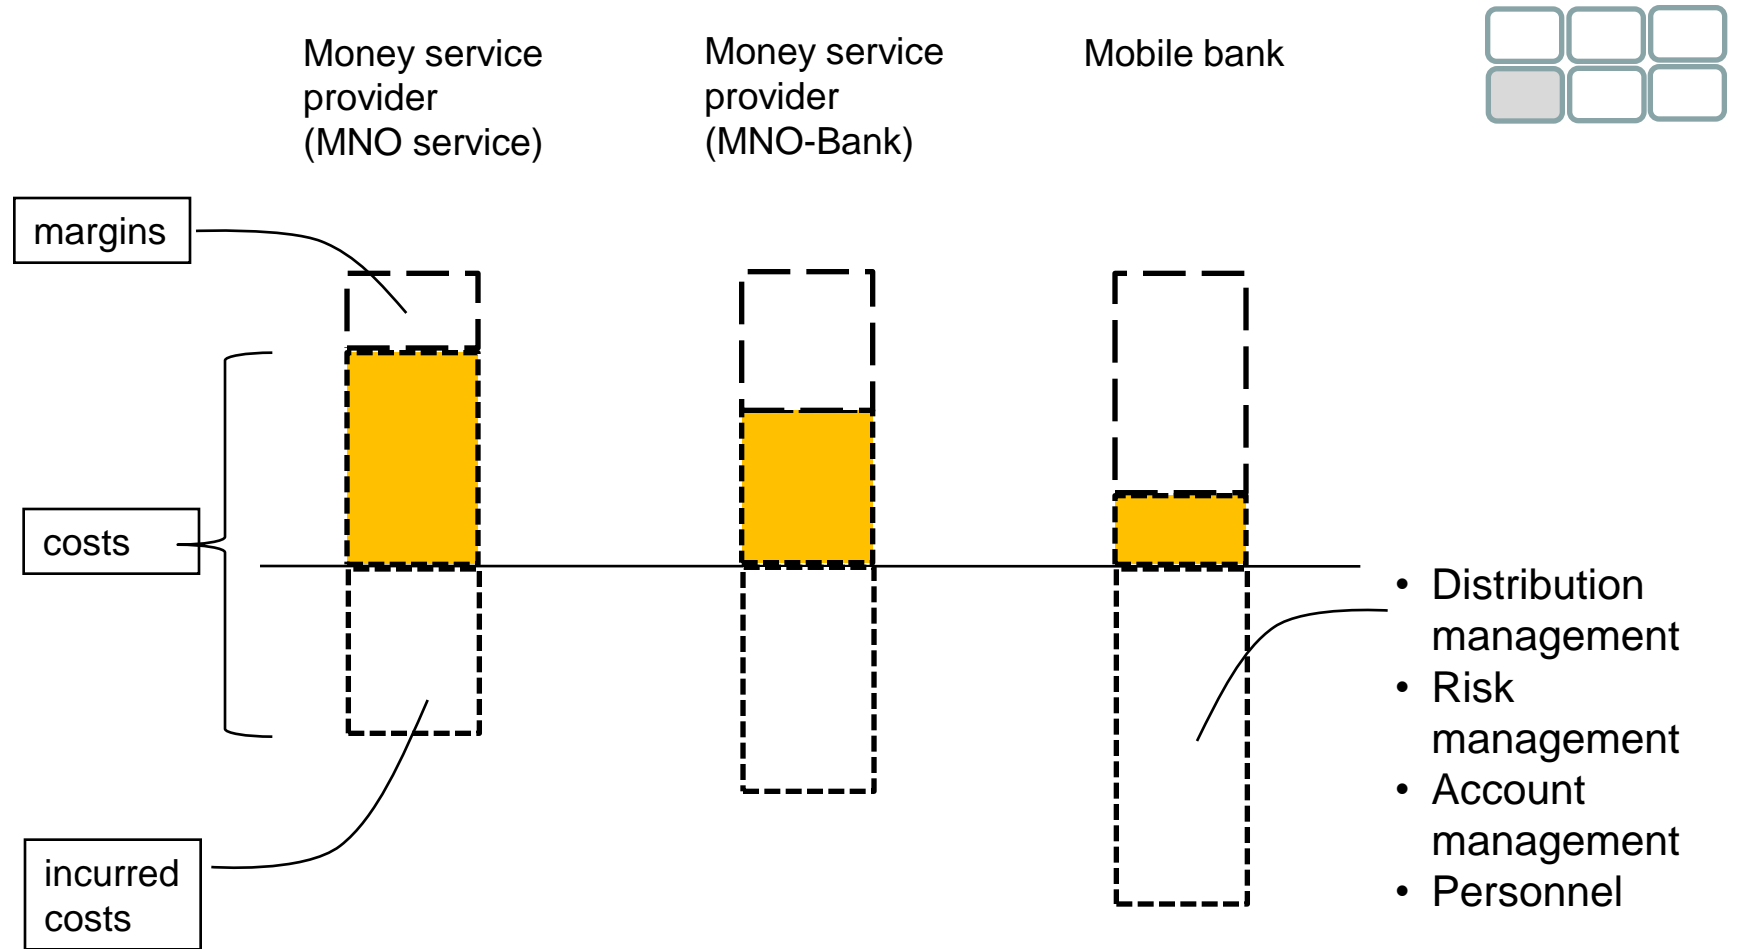 Money service
provider
(MNO service)
Money service
provider
(MNO-Bank)
Mobile bank
margins
costs
incurred
costs
• Distribution
management
• Risk
management
• Account
management
• Personnel